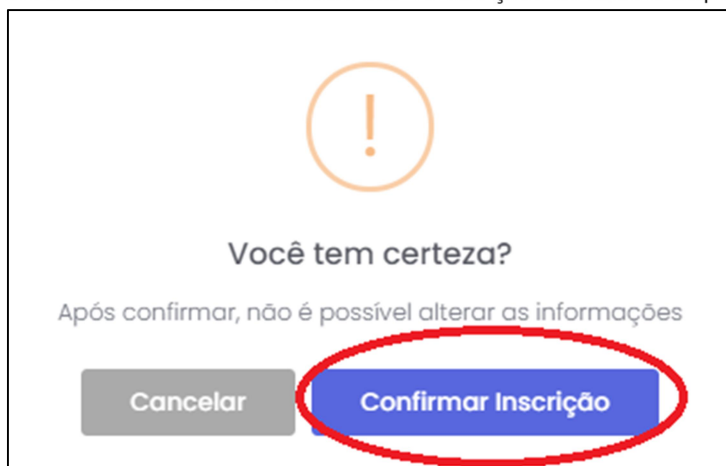 !
Você tem certeza?
Após confirmar, não é possível alterar as informações
Cancelar Confirmar Inscrição